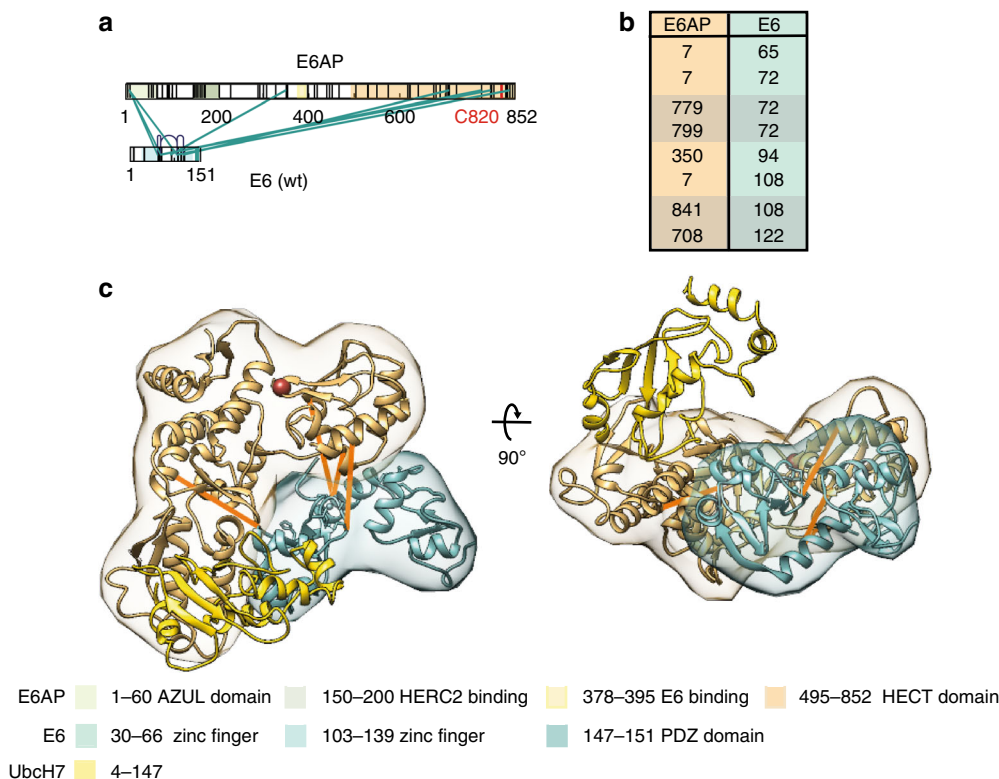 a
E6AP
1 200 400 600 C820 852
1 151 E6 (wt)
b
E6AP E6
7 65
7 72
779 72
799 72
350 94
7 108
841 108
708 122
c
90°
E6AP 1–60 AZUL domain 150–200 HERC2 binding 378–395 E6 binding 495–852 HECT domain
E6 30–66 zinc finger 103–139 zinc finger 147–151 PDZ domain
UbcH7 4–147